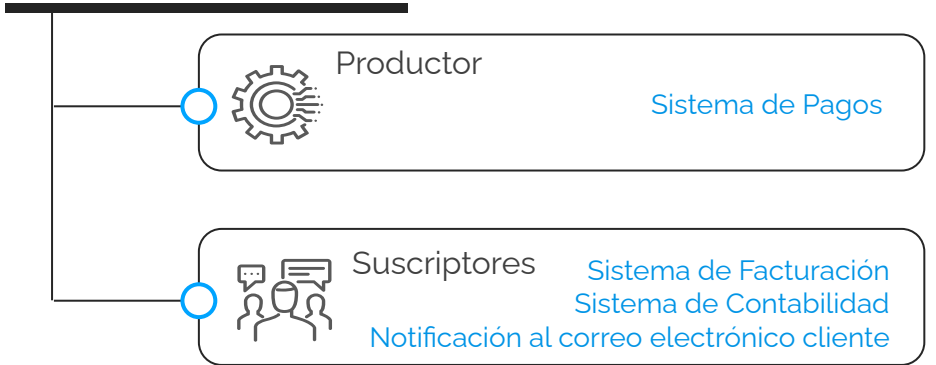 Productor
Sistema de Pagos
Suscriptores
Sistema de Facturación
Sistema de Contabilidad
Notificación al correo electrónico cliente